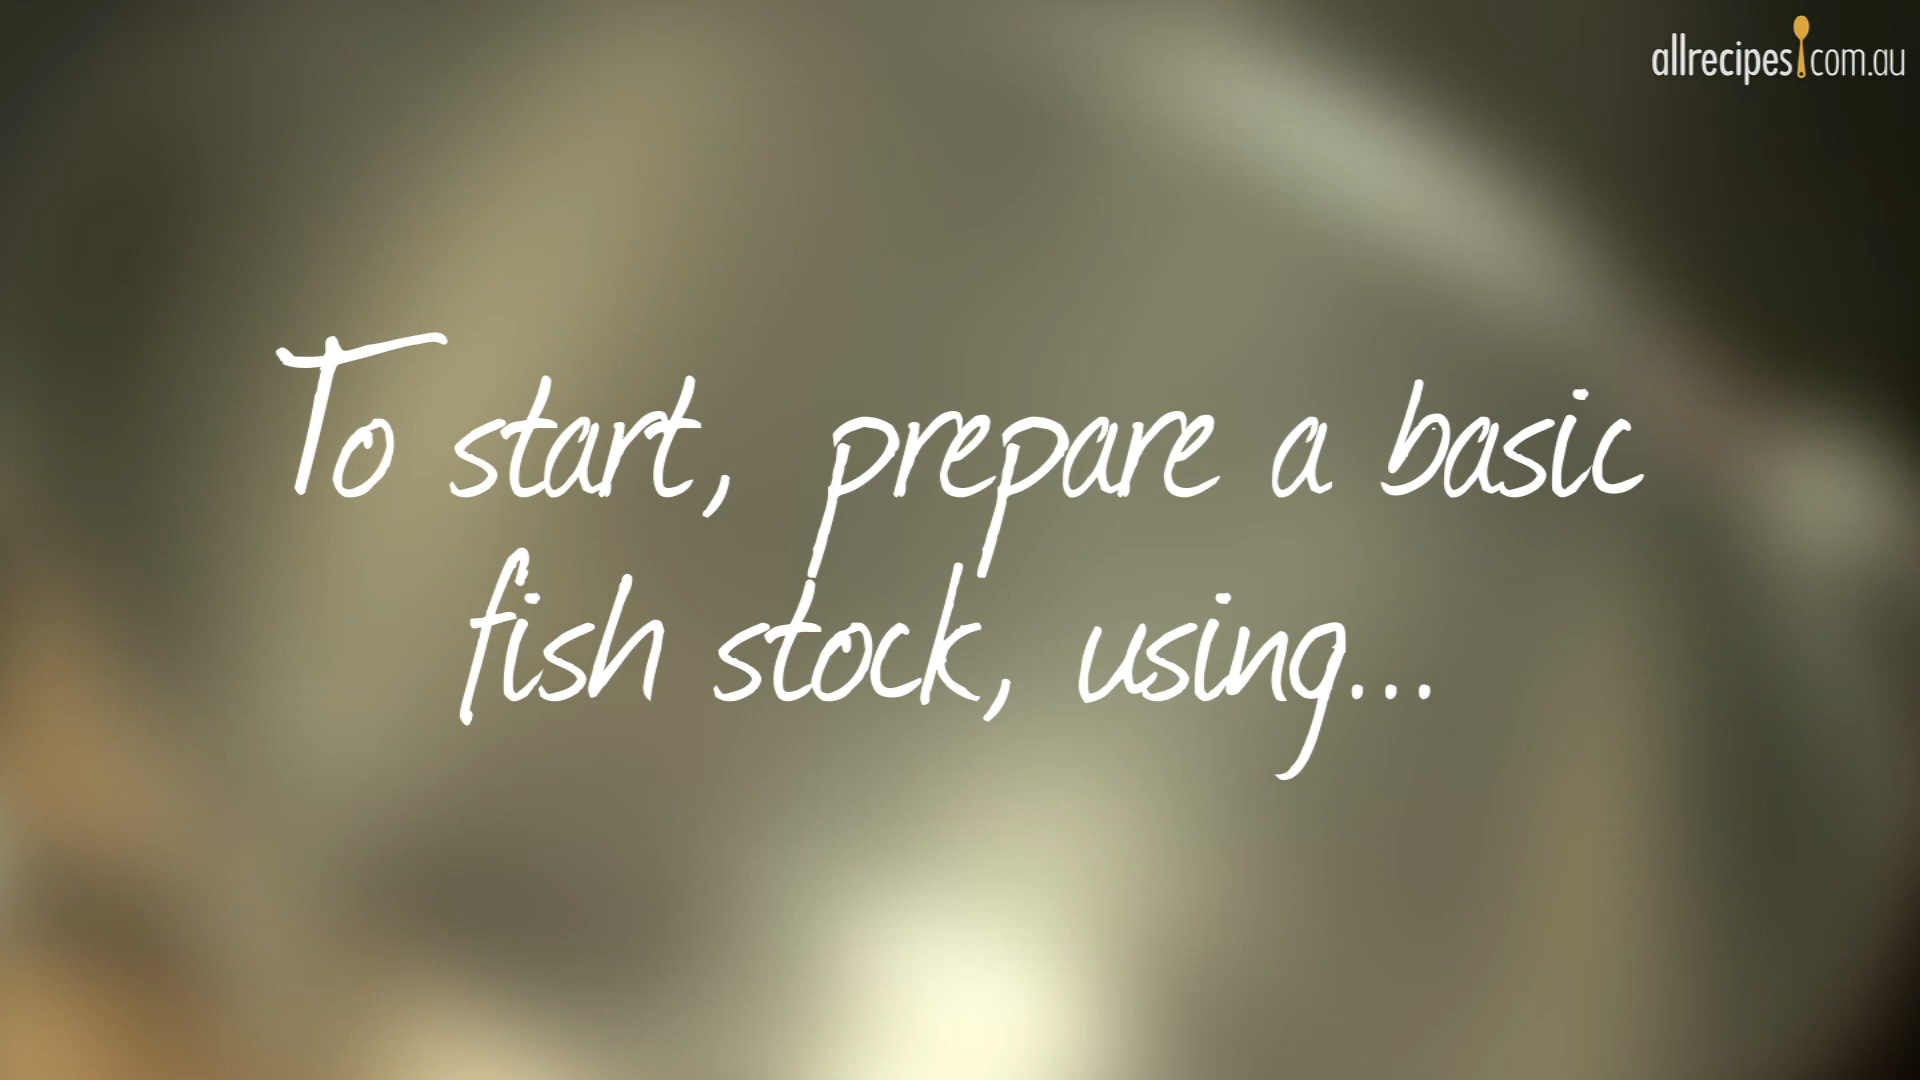 allrecipes com.au
To start, prepare a basic
fish stock, using...